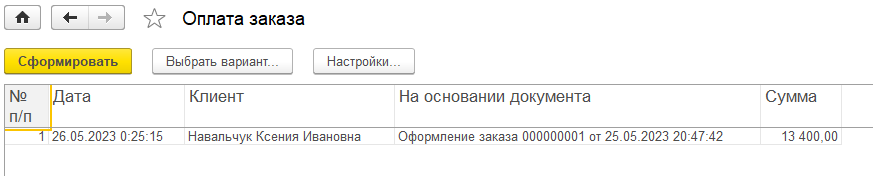 Оплата заказа
Сформировать Выбрать вариант... Настройки...
№ п/п Дата Клиент На основании документа Сумма
1 26.05.2023 0:25:15 Навальчук Ксения Ивановна Оформление заказа 000000001 от 25.05.2023 20:47:42 13 400,00